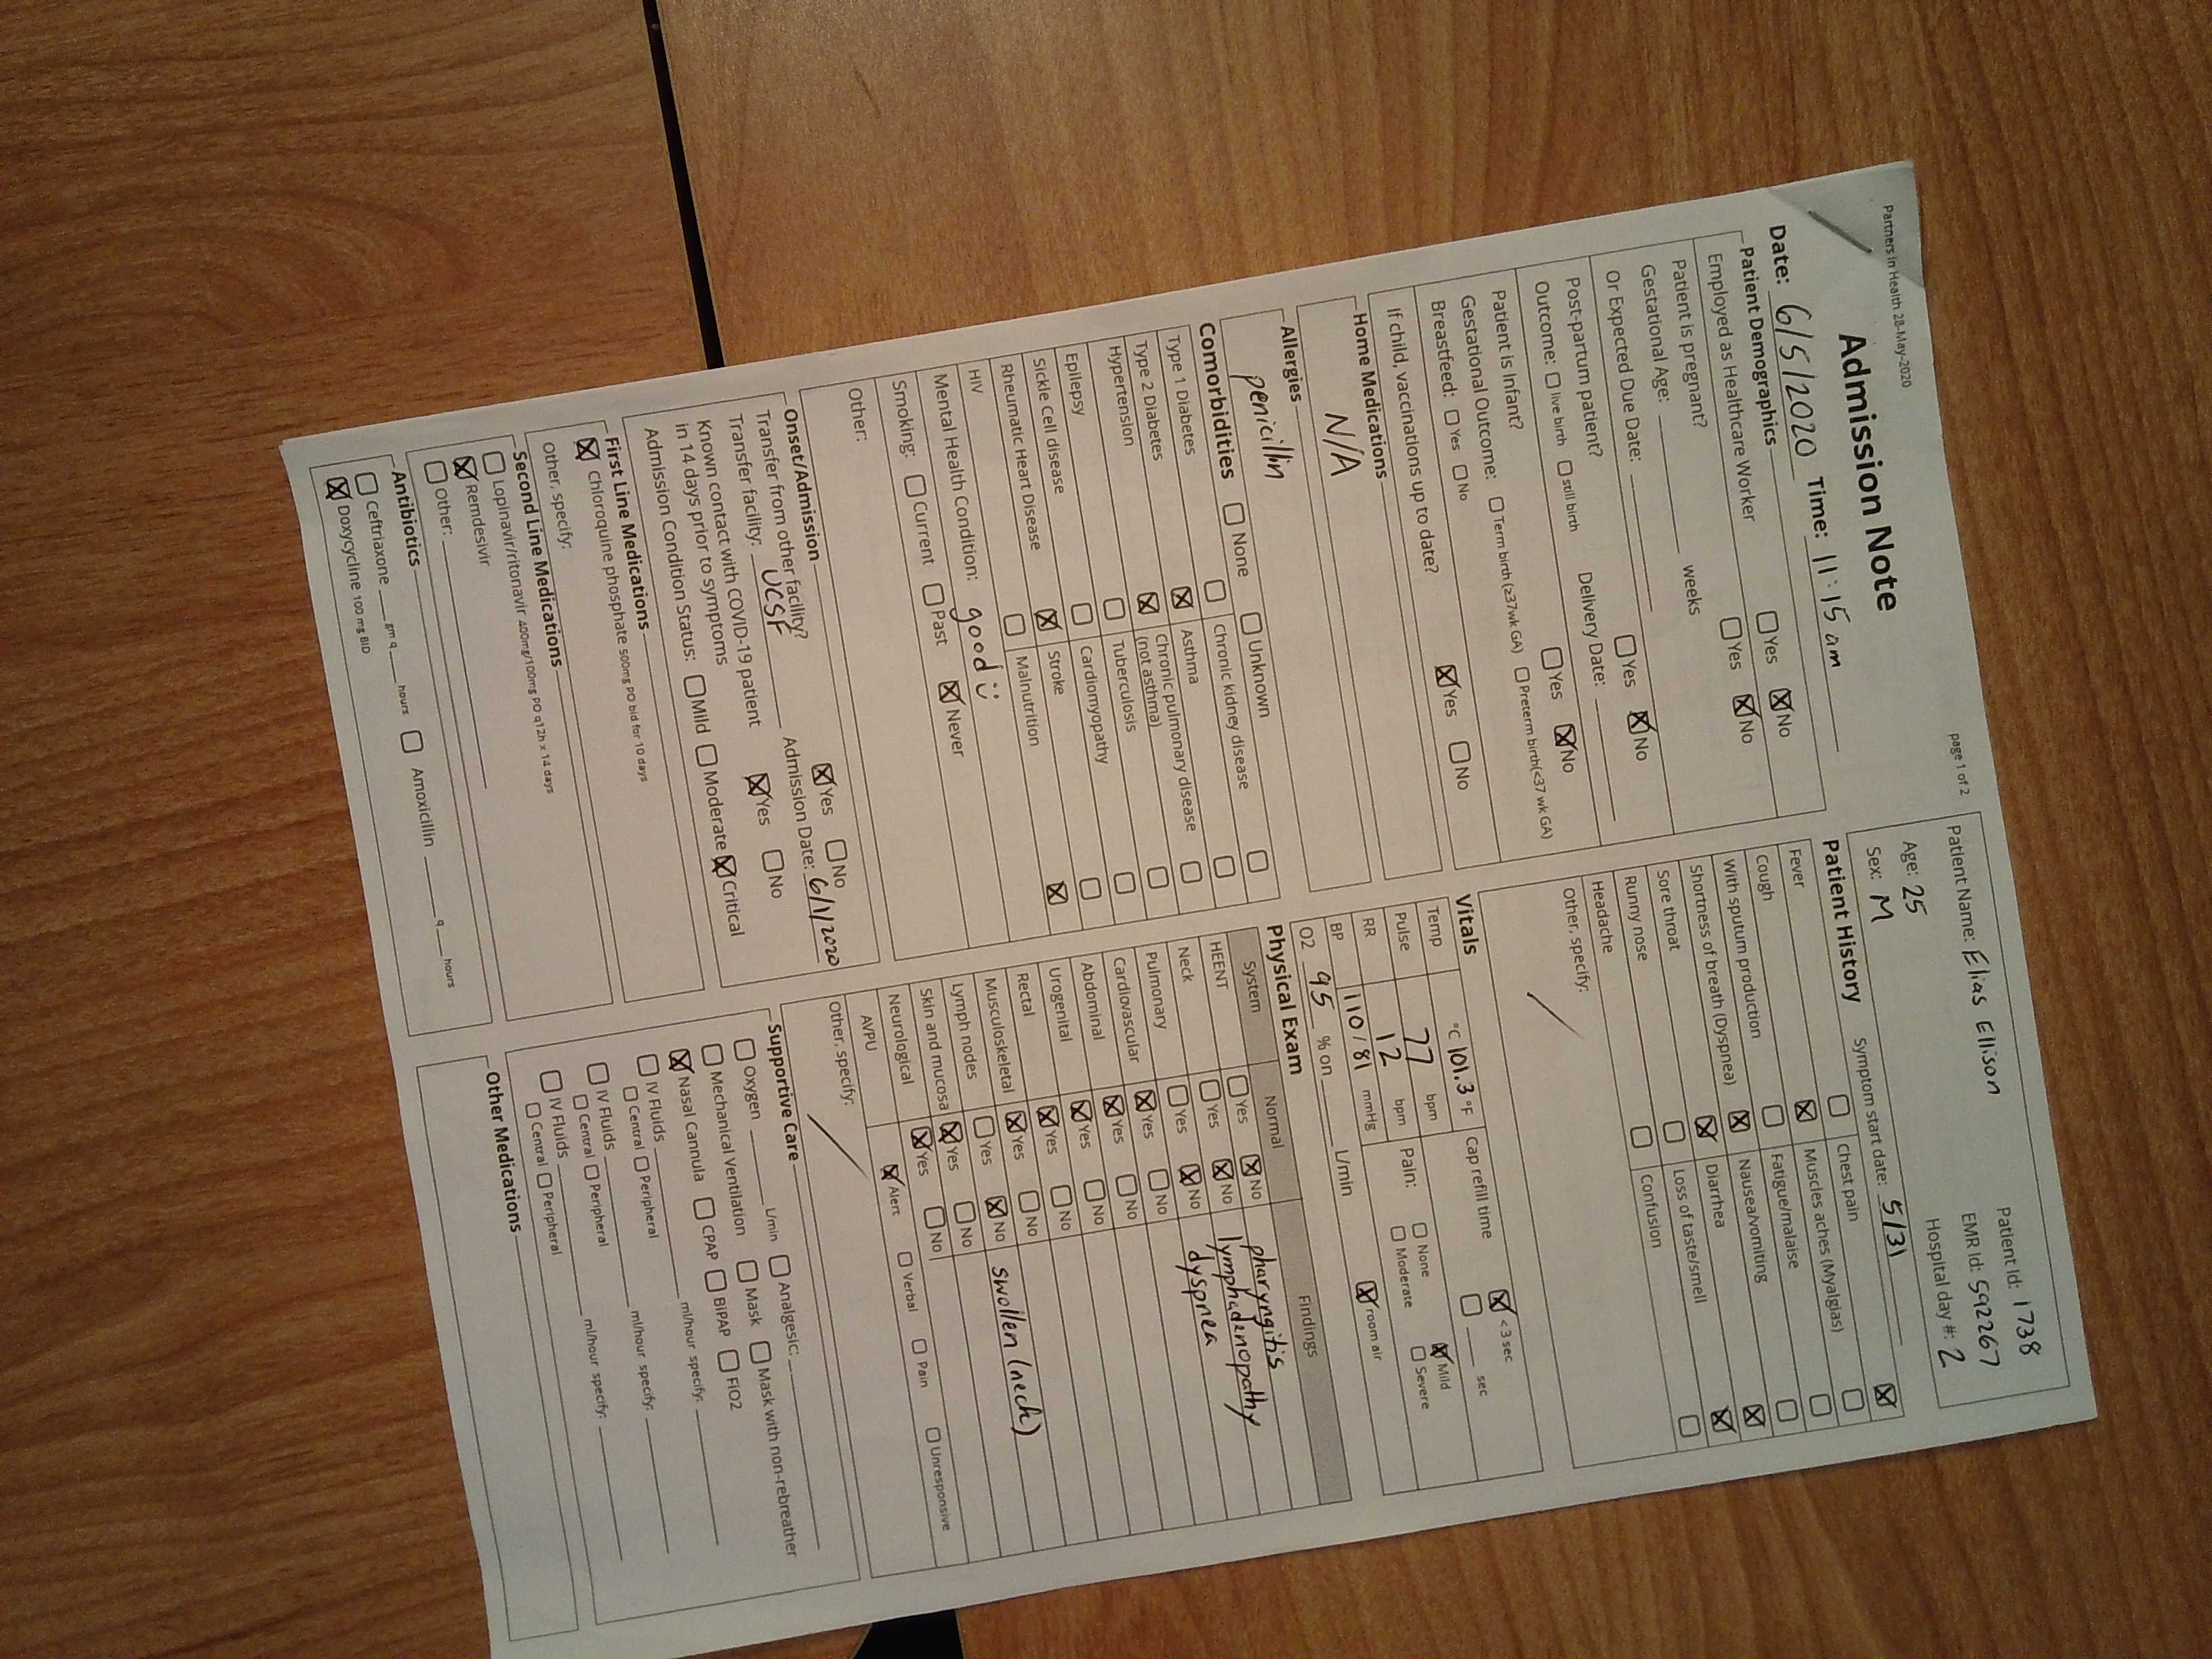 Partners in Health 28-May-2020
page 1 of 2
Admission Note
Date: 6/5/2020 Time: 11:15 am
Patient Name: Elias Ellison
Age: 25
Sex: M
Patient Id: 1738
EMR Id: 592267
Hospital day #: 2
Patient Demographics
Employed as Healthcare Worker ☐ Yes ☒ No
Patient is pregnant? ☐ Yes ☒ No
Gestational Age: ____ weeks
Or Expected Due Date: ____
Post-partum patient? ☐ Yes ☒ No
Outcome: ☐ live birth ☐ still birth Delivery Date: ____
Patient is Infant? ☐ Yes ☒ No
Gestational Outcome: ☐ Term birth (≥37wk GA) ☐ Preterm birth(<37 wk GA)
Breastfeed: ☐ Yes ☐ No
If child, vaccinations up to date? ☒ Yes ☐ No
Home Medications
N/A
Allergies
penicillin
Comorbidities ☐ None ☐ Unknown
Type 1 Diabetes ☐ Chronic kidney disease ☐
Type 2 Diabetes ☒ Asthma ☐
Hypertension ☒ Chronic pulmonary disease (not asthma) ☐
Epilepsy ☐ Tuberculosis ☐
Sickle Cell disease ☐ Cardiomyopathy ☐
Rheumatic Heart Disease ☒ Stroke ☐
HIV ☐ Malnutrition ☒
Mental Health Condition: good ü
Smoking: ☐ Current ☐ Past ☒ Never
Other:
Onset/Admission
Transfer from other facility? ☒ Yes ☐ No
Transfer facility: UCSF Admission Date: 6/1/2020
Known contact with COVID-19 patient
in 14 days prior to symptoms ☒ Yes ☐ No
Admission Condition Status: ☐ Mild ☐ Moderate ☒ Critical
First Line Medications
☒ Chloroquine phosphate 500mg PO bid for 10 days
Other, specify:
Second Line Medications
☐ Lopinavir/ritonavir 400mg/100mg PO q12h x 14 days
☒ Remdesivir
☐ Other: ____
Antibiotics
☐ Ceftriaxone ____ gm q ____ hours ☐ Amoxicillin ____ q ____ hours
☒ Doxycycline 100 mg BID
Patient History Symptom start date: 5/31
Fever ☐ Chest pain ☒
Cough ☒ Muscles aches (Myalgias) ☐
With sputum production ☐ Fatigue/malaise ☐
Shortness of breath (Dyspnea) ☒ Nausea/vomiting ☐
Sore throat ☒ Diarrhea ☒
Runny nose ☐ Loss of taste/smell ☒
Headache ☐ Confusion ☐
Other, specify:
/
Vitals
Temp °C 101.3 °F Cap refill time ☒ <3 sec
☐ ____ sec
Pulse 77 bpm Pain: ☐ None ☒ Mild
RR 12 bpm ☐ Moderate ☐ Severe
BP 110/81 mmHg
O2 95 % on ____ L/min ☒ room air
Physical Exam
System Normal Findings
HEENT ☐ Yes ☒ No pharyngitis
Neck ☐ Yes ☒ No lymphadenopathy
Pulmonary ☐ Yes ☒ No dyspnea
Cardiovascular ☒ Yes ☐ No
Abdominal ☒ Yes ☐ No
Urogenital ☒ Yes ☐ No
Rectal ☒ Yes ☐ No
Musculoskeletal ☒ Yes ☐ No
Lymph nodes ☐ Yes ☒ No swollen (neck)
Skin and mucosa ☒ Yes ☐ No
Neurological ☒ Yes ☐ No
AVPU ☒ Alert ☐ Verbal ☐ Pain ☐ Unresponsive
Other, specify:
/
Supportive Care
☐ Oxygen ____ L/min ☐ Analgesic: ____
☐ Mechanical Ventilation ☐ Mask ☐ Mask with non-rebreather
☒ Nasal Cannula ☐ CPAP ☐ BIPAP ☐ FIO2
☐ IV Fluids ____ ml/hour specify: ____
☐ Central ☐ Peripheral
☐ IV Fluids ____ ml/hour specify: ____
☐ Central ☐ Peripheral
☐ IV Fluids ____ ml/hour specify: ____
☐ Central ☐ Peripheral
Other Medications